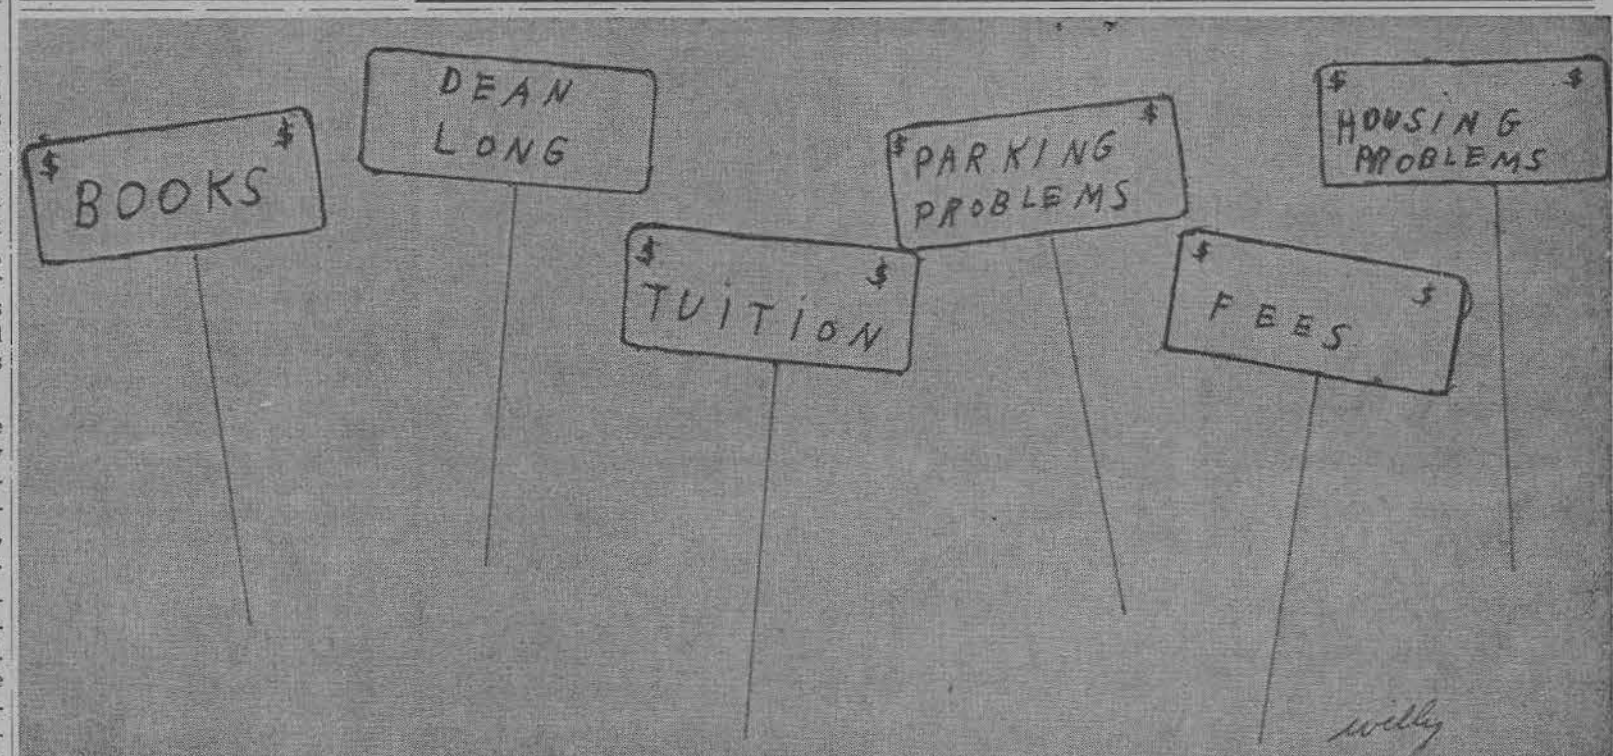 $ $
BOOKS
DEAN
LONG
$ $
TUiTiON
$ $
PARKING
PROBLEMS
$ $
FEES
$ $
HOUSiNG
PROBLEMS
willy